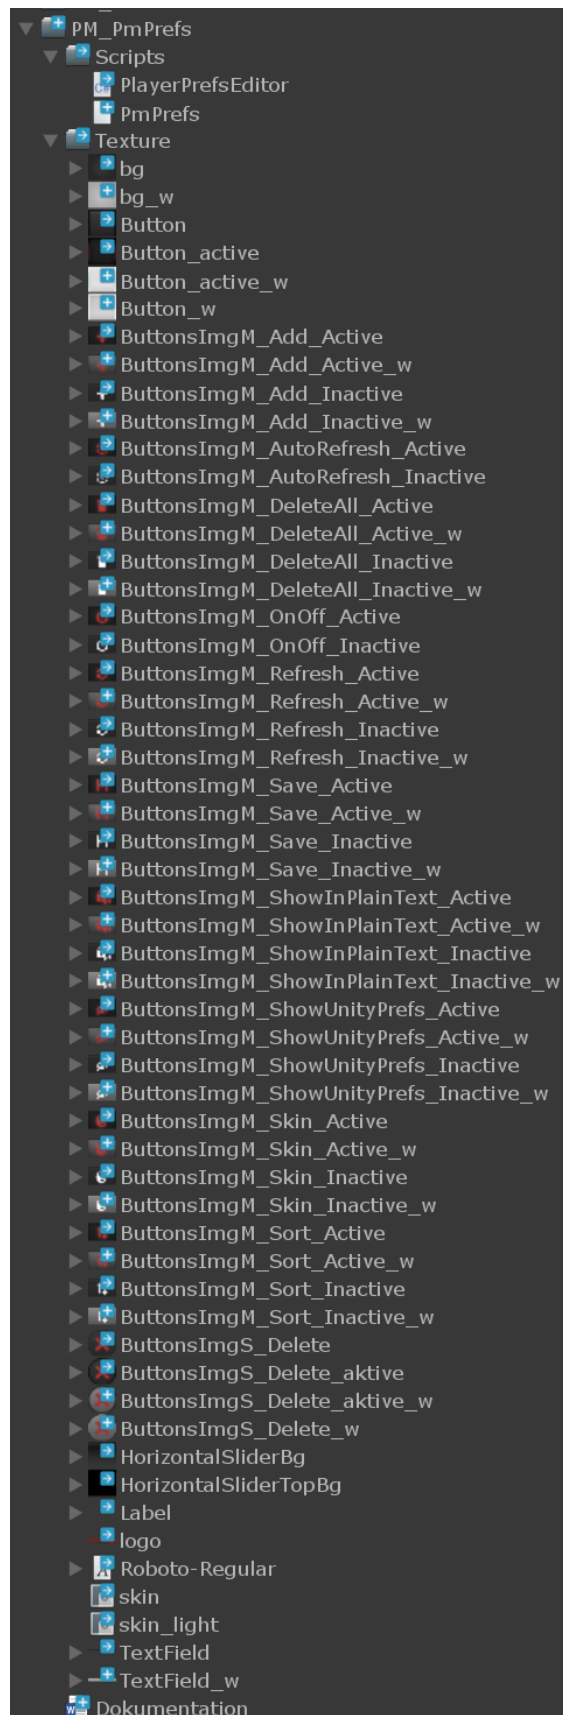 PM_PmPrefs
Scripts
PlayerPrefsEditor
PmPrefs
Texture
bg
bg_w
Button
Button_active
Button_active_w
Button_w
ButtonsImgM_Add_Active
ButtonsImgM_Add_Active_w
ButtonsImgM_Add_Inactive
ButtonsImgM_Add_Inactive_w
ButtonsImgM_AutoRefresh_Active
ButtonsImgM_AutoRefresh_Inactive
ButtonsImgM_DeleteAll_Active
ButtonsImgM_DeleteAll_Active_w
ButtonsImgM_DeleteAll_Inactive
ButtonsImgM_DeleteAll_Inactive_w
ButtonsImgM_OnOff_Active
ButtonsImgM_OnOff_Inactive
ButtonsImgM_Refresh_Active
ButtonsImgM_Refresh_Active_w
ButtonsImgM_Refresh_Inactive
ButtonsImgM_Refresh_Inactive_w
ButtonsImgM_Save_Active
ButtonsImgM_Save_Active_w
ButtonsImgM_Save_Inactive
ButtonsImgM_Save_Inactive_w
ButtonsImgM_ShowInPlainText_Active
ButtonsImgM_ShowInPlainText_Active_w
ButtonsImgM_ShowInPlainText_Inactive
ButtonsImgM_ShowInPlainText_Inactive_w
ButtonsImgM_ShowUnityPrefs_Active
ButtonsImgM_ShowUnityPrefs_Active_w
ButtonsImgM_ShowUnityPrefs_Inactive
ButtonsImgM_ShowUnityPrefs_Inactive_w
ButtonsImgM_Skin_Active
ButtonsImgM_Skin_Active_w
ButtonsImgM_Skin_Inactive
ButtonsImgM_Skin_Inactive_w
ButtonsImgM_Sort_Active
ButtonsImgM_Sort_Active_w
ButtonsImgM_Sort_Inactive
ButtonsImgM_Sort_Inactive_w
ButtonsImgS_Delete
ButtonsImgS_Delete_aktive
ButtonsImgS_Delete_aktive_w
ButtonsImgS_Delete_w
HorizontalSliderBg
HorizontalSliderTopBg
Label
logo
Roboto-Regular
skin
skin_light
TextField
TextField_w
Dokumentation